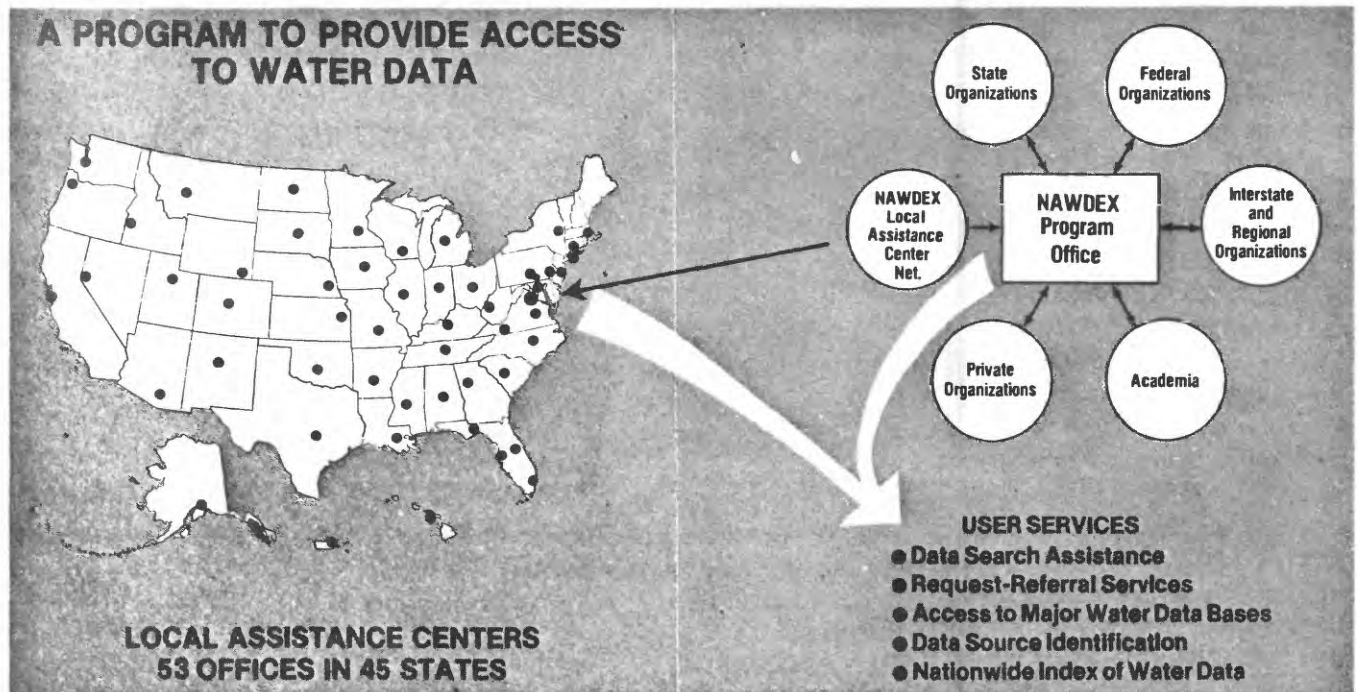 A PROGRAM TO PROVIDE ACCESS
TO WATER DATA
LOCAL ASSISTANCE CENTERS
53 OFFICES IN 45 STATES
State
Organizations
Federal
Organizations
NAWDEX
Local
Assistance
Center
Net.
NAWDEX
Program
Office
Interstate
and
Regional
Organizations
Private
Organizations
Academia
USER SERVICES
● Data Search Assistance
● Request-Referral Services
● Access to Major Water Data Bases
● Data Source Identification
● Nationwide Index of Water Data